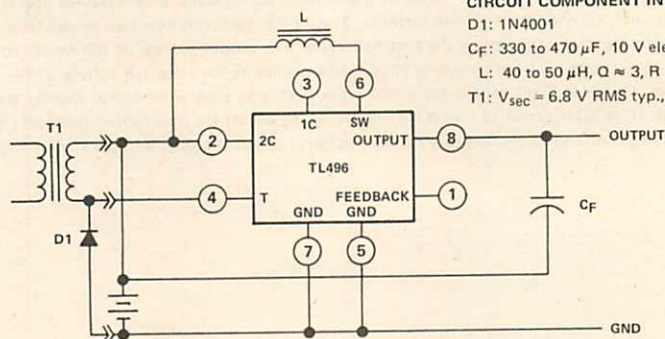 CIRCUIT COMPONENT IN
D1: 1N4001
CF: 330 to 470 μF, 10 V ele
L: 40 to 50 μH, Q ≈ 3, R
T1: Vsec = 6.8 V RMS typ.,
L
3
6
T1
2
2C
1C
SW
OUTPUT
8
OUTPUT
TL496
4
T
FEEDBACK
1
GND
GND
CF
D1
7
5
GND